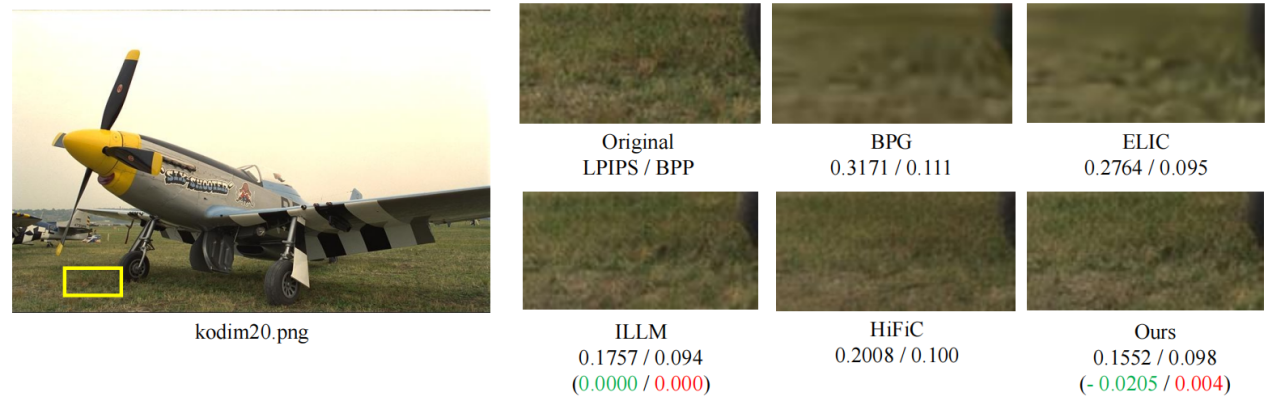 SIX-SHOOTER
kodim20.png
Original
LPIPS / BPP
BPG
0.3171 / 0.111
ELIC
0.2764 / 0.095
ILLM
0.1757 / 0.094
(0.0000 / 0.000)
HiFiC
0.2008 / 0.100
Ours
0.1552 / 0.098
(- 0.0205 / 0.004)